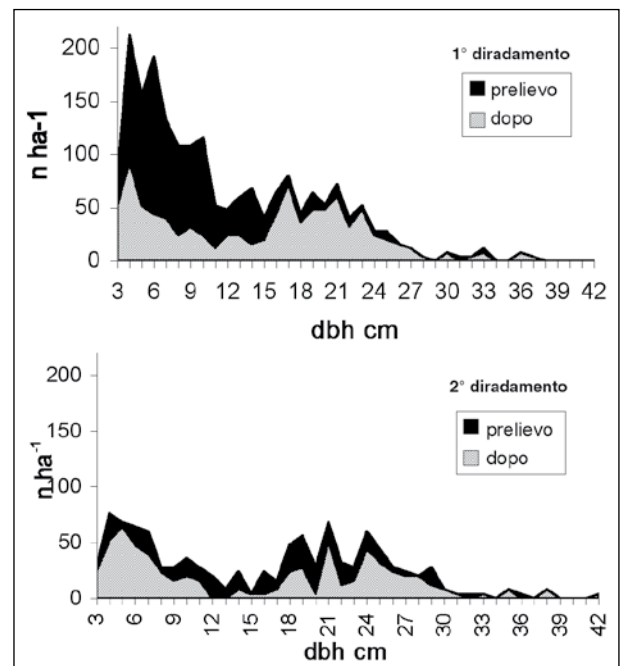 1° diradamento
prelievo
dopo
n ha-1
200
150
100
50
0
3 6 9 12 15 18 21 24 27 30 33 36 39 42
dbh cm
2° diradamento
prelievo
dopo
n ha-1
200
150
100
50
0
3 6 9 12 15 18 21 24 27 30 33 36 39 42
dbh cm